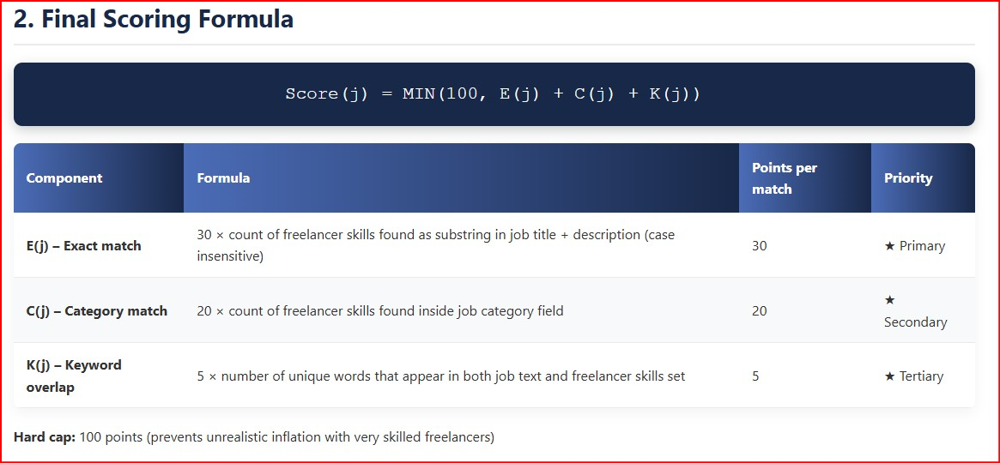 2. Final Scoring Formula
Score(j) = MIN(100, E(j) + C(j) + K(j))
Component
Formula
Points per
match
Priority
E(j) – Exact match
30 × count of freelancer skills found as substring in job title + description (case
insensitive)
30
★ Primary
C(j) – Category match
20 × count of freelancer skills found inside job category field
20
★
Secondary
K(j) – Keyword
overlap
5 × number of unique words that appear in both job text and freelancer skills set
5
★ Tertiary
Hard cap: 100 points (prevents unrealistic inflation with very skilled freelancers)